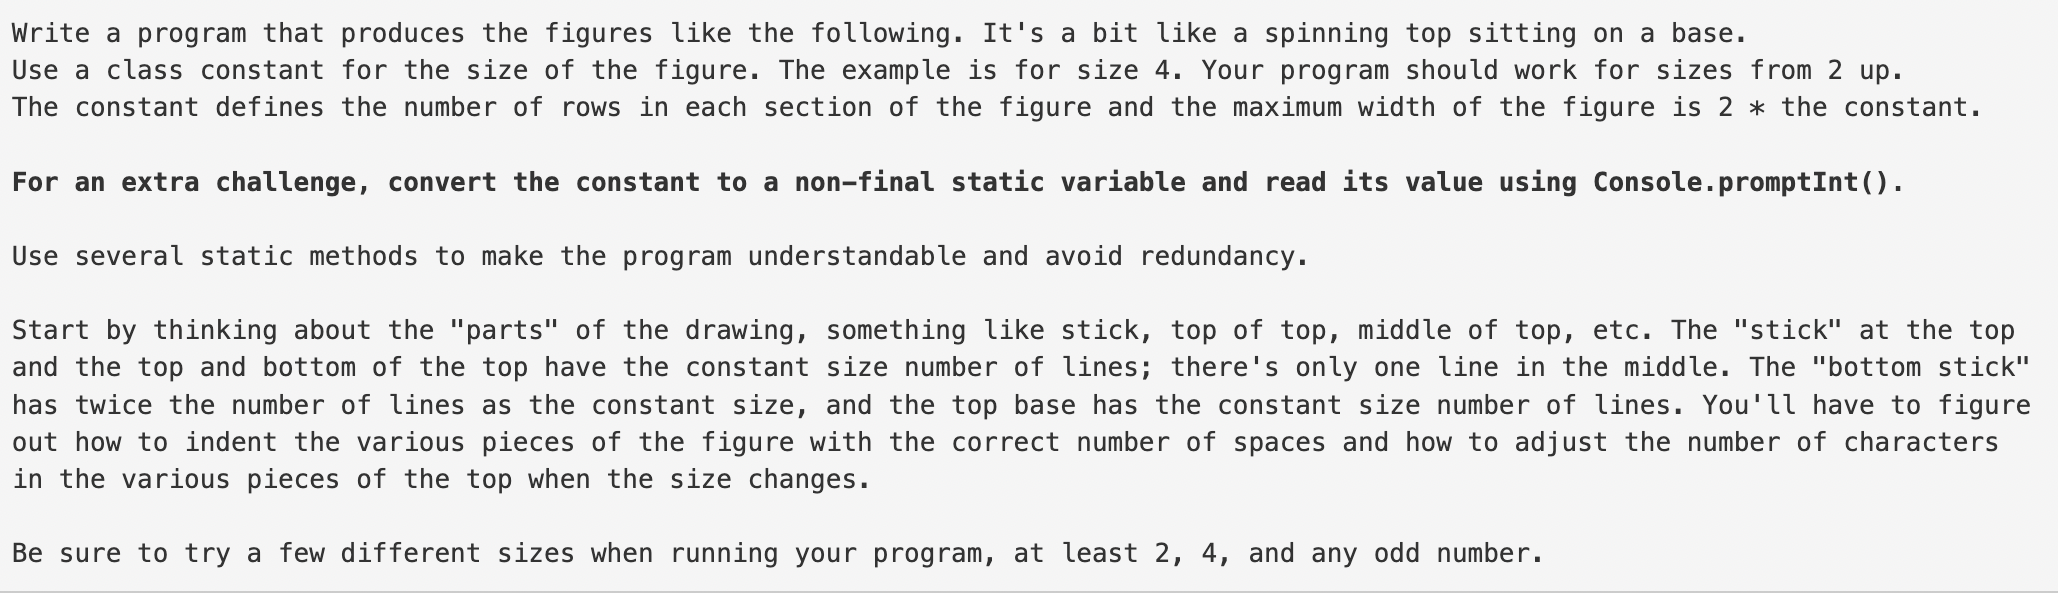 Write a program that produces the figures like the following. It's a bit like a spinning top sitting on a base.
Use a class constant for the size of the figure. The example is for size 4. Your program should work for sizes from 2 up.
The constant defines the number of rows in each section of the figure and the maximum width of the figure is 2 * the constant.
For an extra challenge, convert the constant to a non-final static variable and read its value using Console.promptInt().
Use several static methods to make the program understandable and avoid redundancy.
Start by thinking about the "parts" of the drawing, something like stick, top of top, middle of top, etc. The "stick" at the top
and the top and bottom of the top have the constant size number of lines; there's only one line in the middle. The "bottom stick"
has twice the number of lines as the constant size, and the top base has the constant size number of lines. You'll have to figure
out how to indent the various pieces of the figure with the correct number of spaces and how to adjust the number of characters
in the various pieces of the top when the size changes.
Be sure to try a few different sizes when running your program, at least 2, 4, and any odd number.